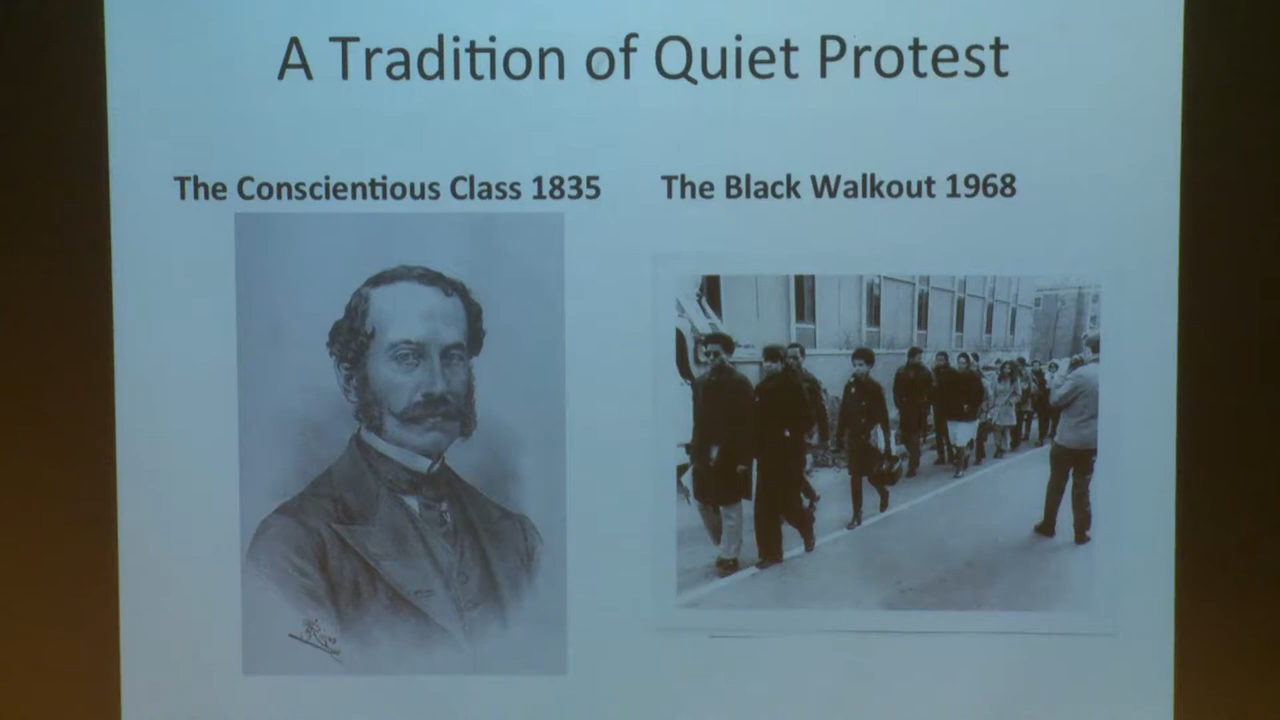 A Tradition of Quiet Protest
The Conscientious Class 1835
The Black Walkout 1968